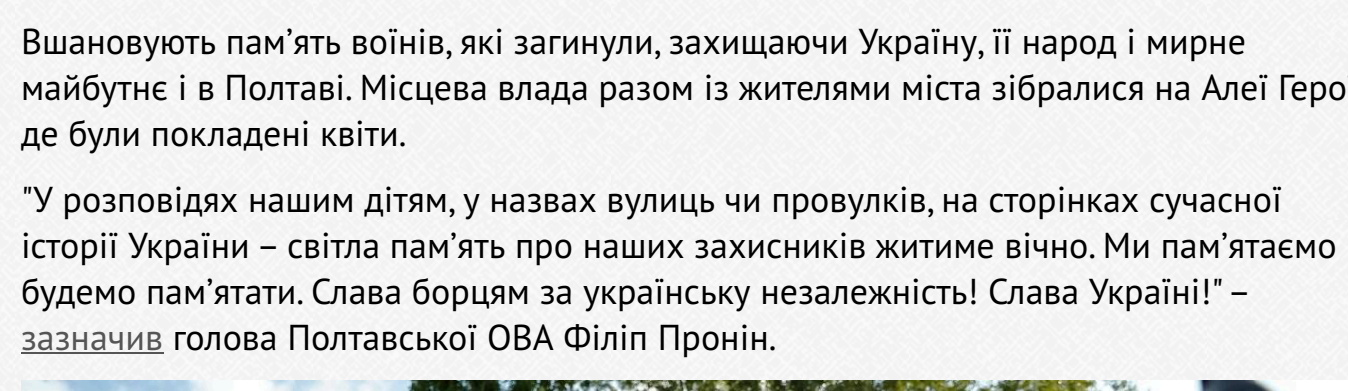 Вшановують пам’ять воїнів, які загинули, захищаючи Україну, її народ і мирне
майбутнє і в Полтаві. Місцева влада разом із жителями міста зібралися на Алеї
де були покладені квіти.
"У розповідях нашим дітям, у назвах вулиць чи провулків, на сторінках сучасної
історії України – світла пам’ять про наших захисників житиме вічно. Ми пам’ятаємо
будемо пам’ятати. Слава борцям за українську незалежність! Слава Україні!" –
зазначив голова Полтавської ОВА Філіп Пронін.